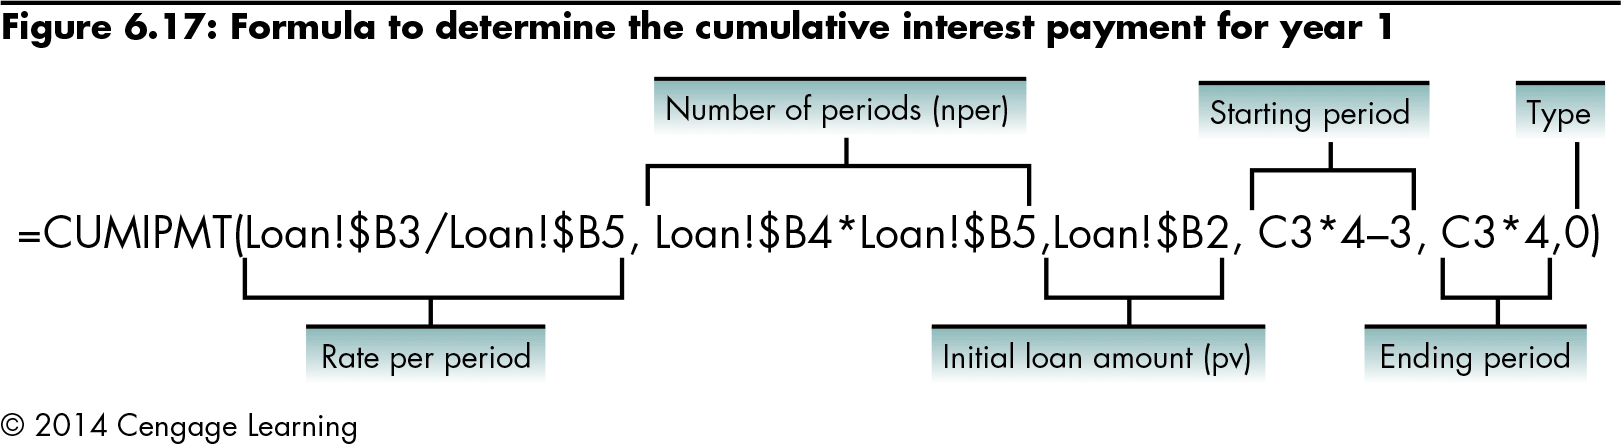 Figure 6.17: Formula to determine the cumulative interest payment for year 1
Number of periods (nper)
Starting period
Type
=CUMIPMT(Loan!$B3/Loan!$B5, Loan!$B4*Loan!$B5,Loan!$B2, C3*4–3, C3*4,0)
Rate per period
Initial loan amount (pv)
Ending period
© 2014 Cengage Learning